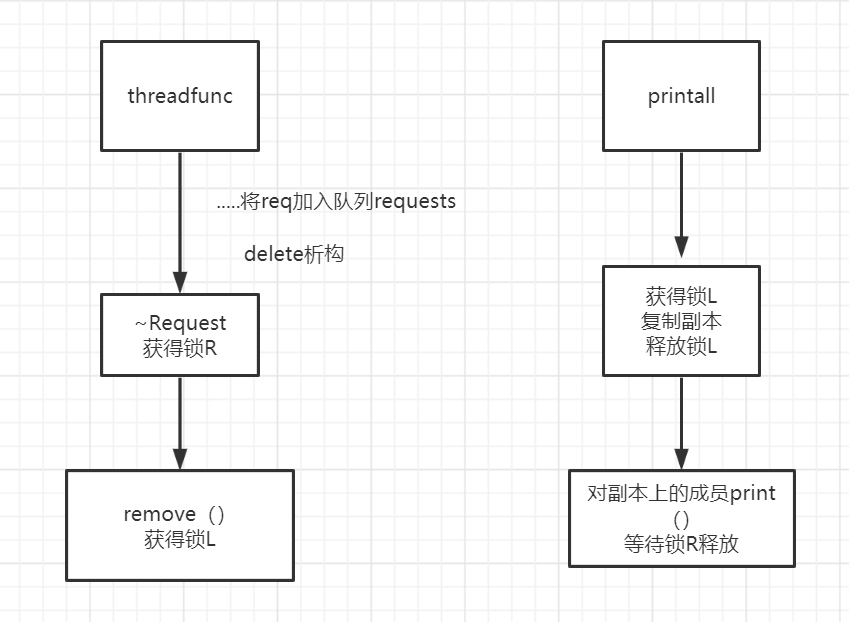 threadfunc
printall
.....将req加入队列requests
delete析构
~Request
获得锁R
获得锁L
复制副本
释放锁L
remove（）
获得锁L
对副本上的成员print
（）
等待锁R释放